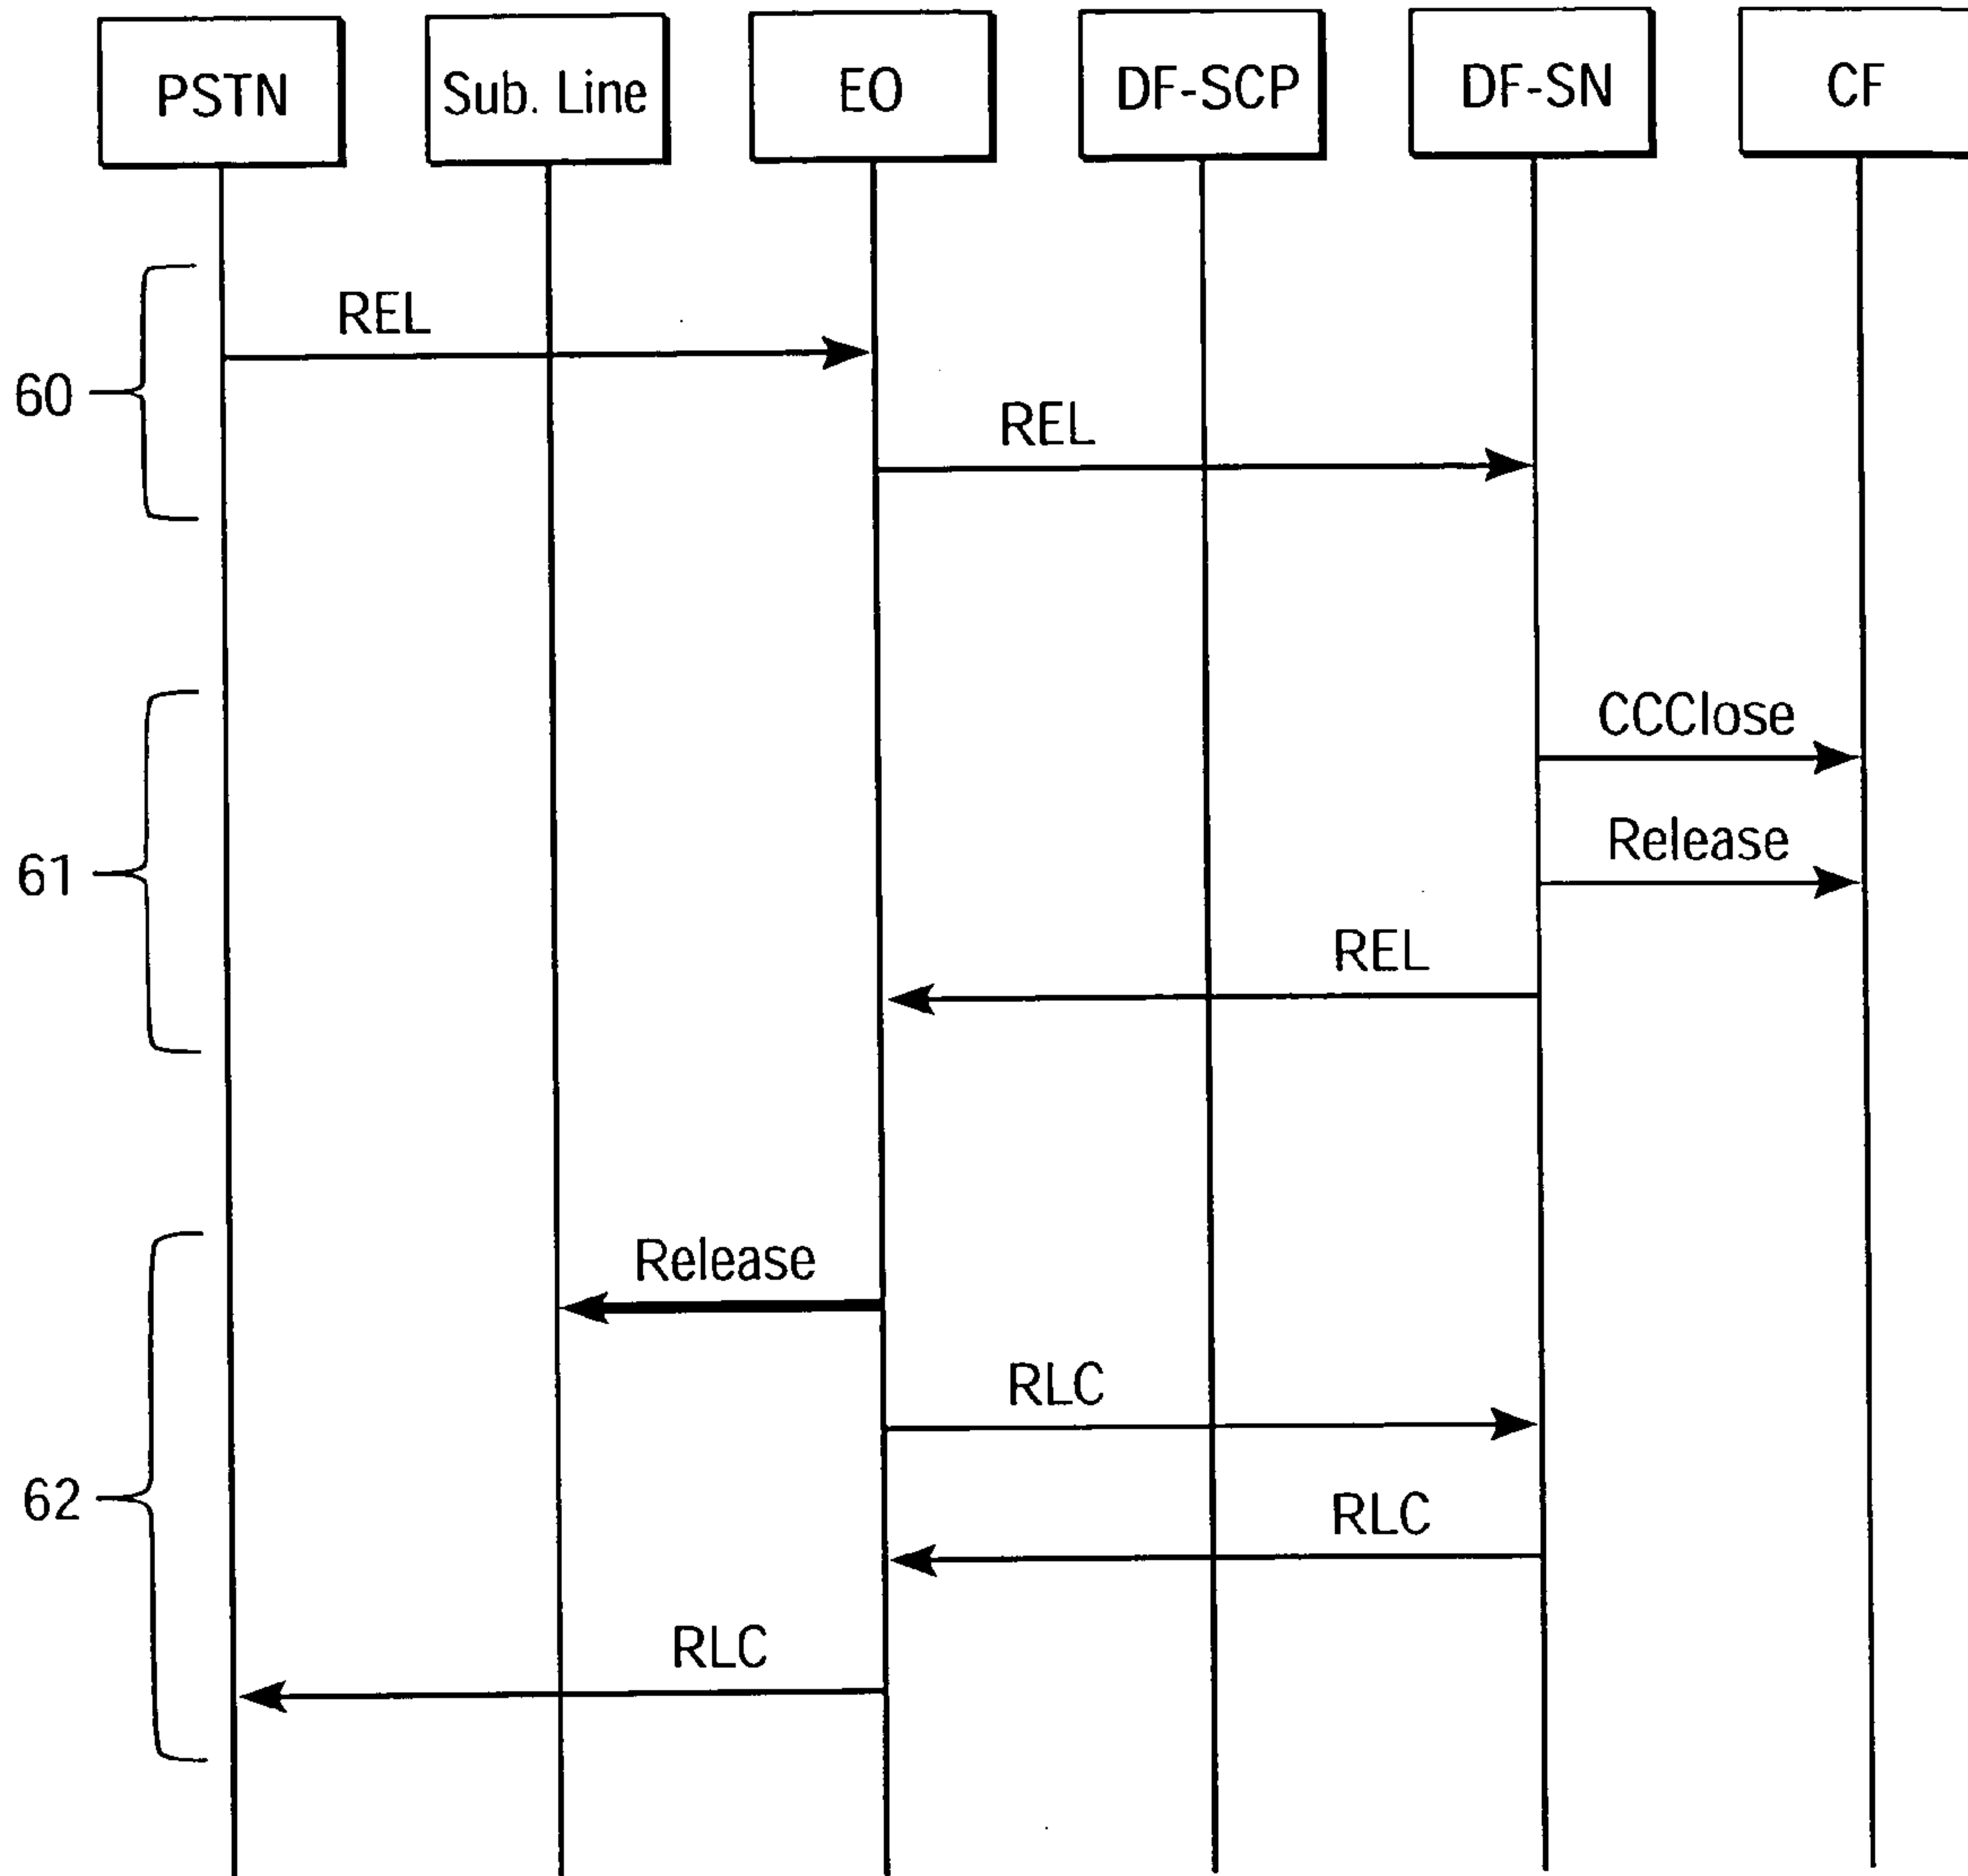 PSTN
Sub. Line
EO
DF-SCP
DF-SN
CF
REL
60
REL
CCClose
61
Release
REL
Release
RLC
62
RLC
RLC